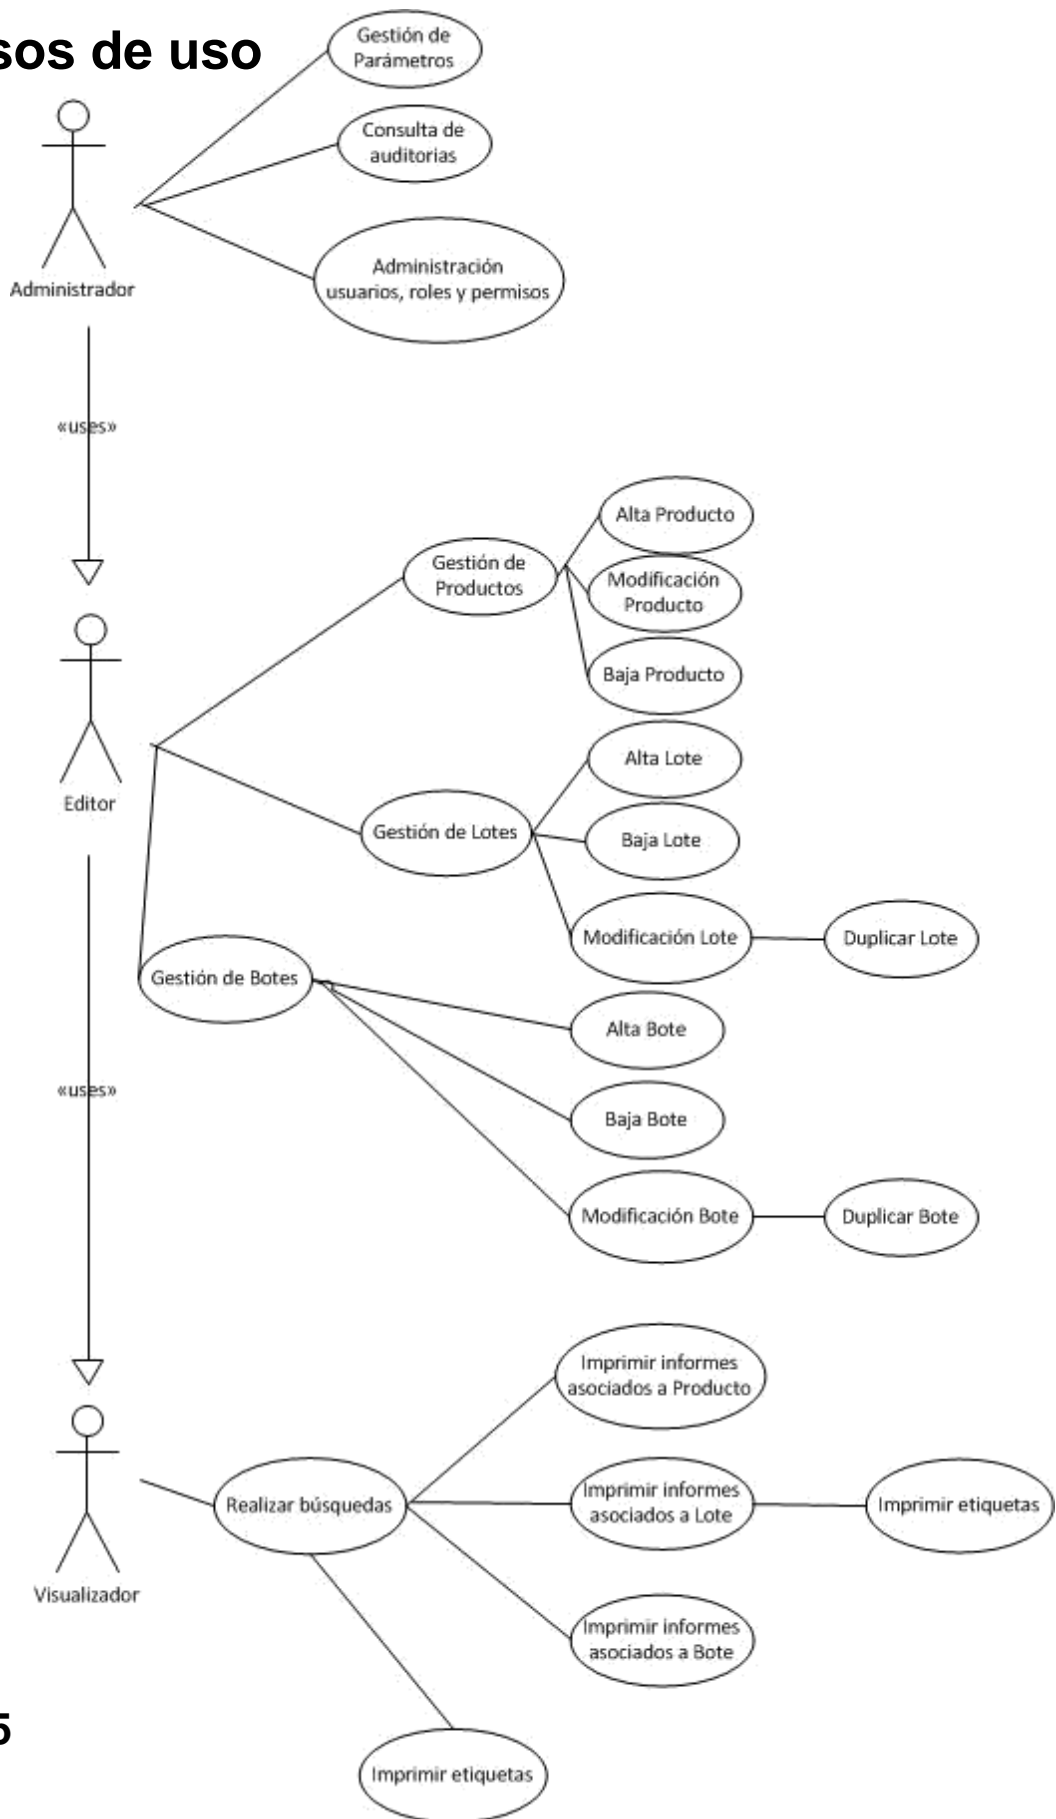 sos de uso
Gestión de
Parámetros
Consulta de
auditorias
Administración
usuarios, roles y permisos
Administrador
«uses»
Alta Producto
Gestión de
Productos
Modificación
Producto
Baja Producto
Editor
Alta Lote
Gestión de Lotes
Baja Lote
Modificación Lote
Duplicar Lote
Gestión de Botes
Alta Bote
«uses»
Baja Bote
Modificación Bote
Duplicar Bote
Imprimir informes
asociados a Producto
Realizar búsquedas
Imprimir informes
asociados a Lote
Imprimir etiquetas
Visualizador
Imprimir informes
asociados a Bote
5
Imprimir etiquetas